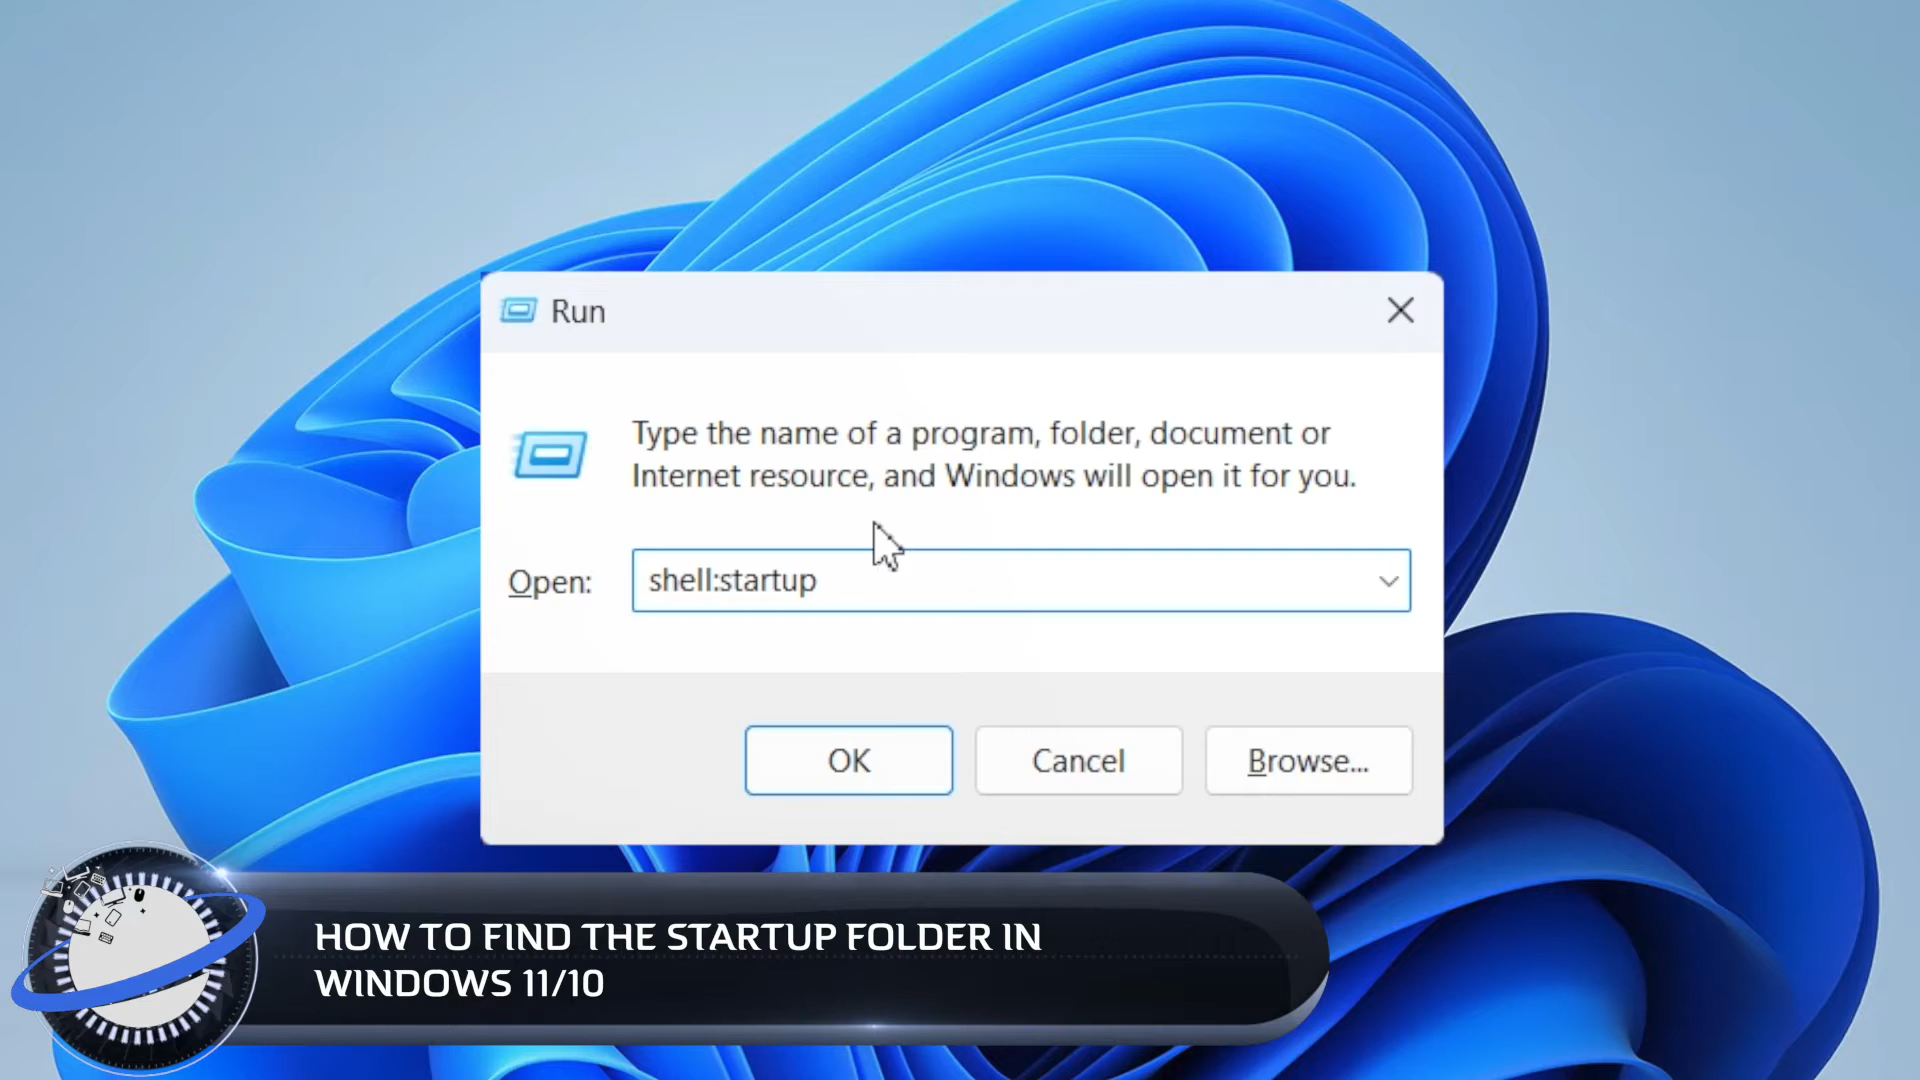 Run
Type the name of a program, folder, document or
Internet resource, and Windows will open it for you.
Open:
shell:startup
OK
Cancel
Browse...
HOW TO FIND THE STARTUP FOLDER IN
WINDOWS 11/10